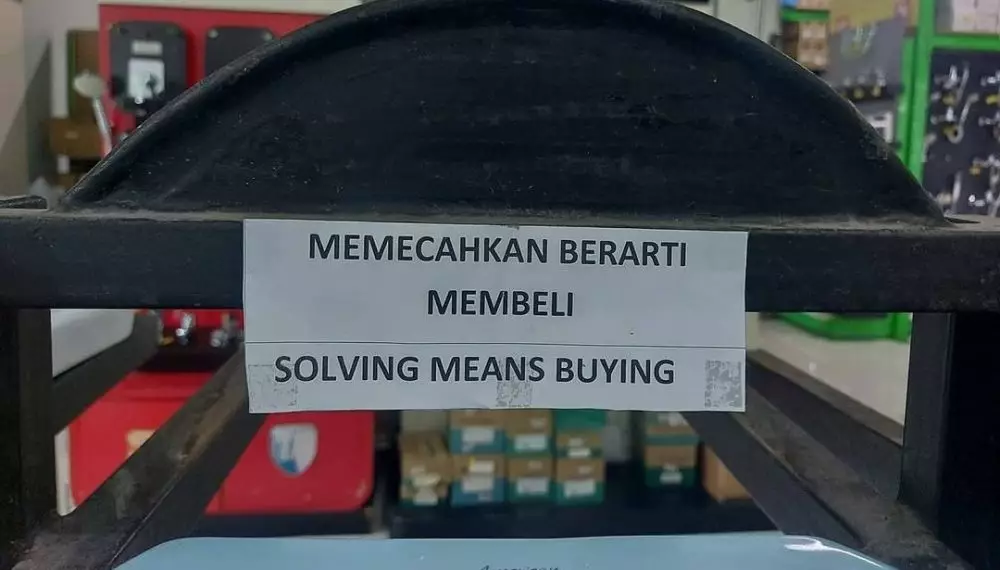 MEMECAHKAN BERARTI
MEMBELI
SOLVING MEANS BUYING